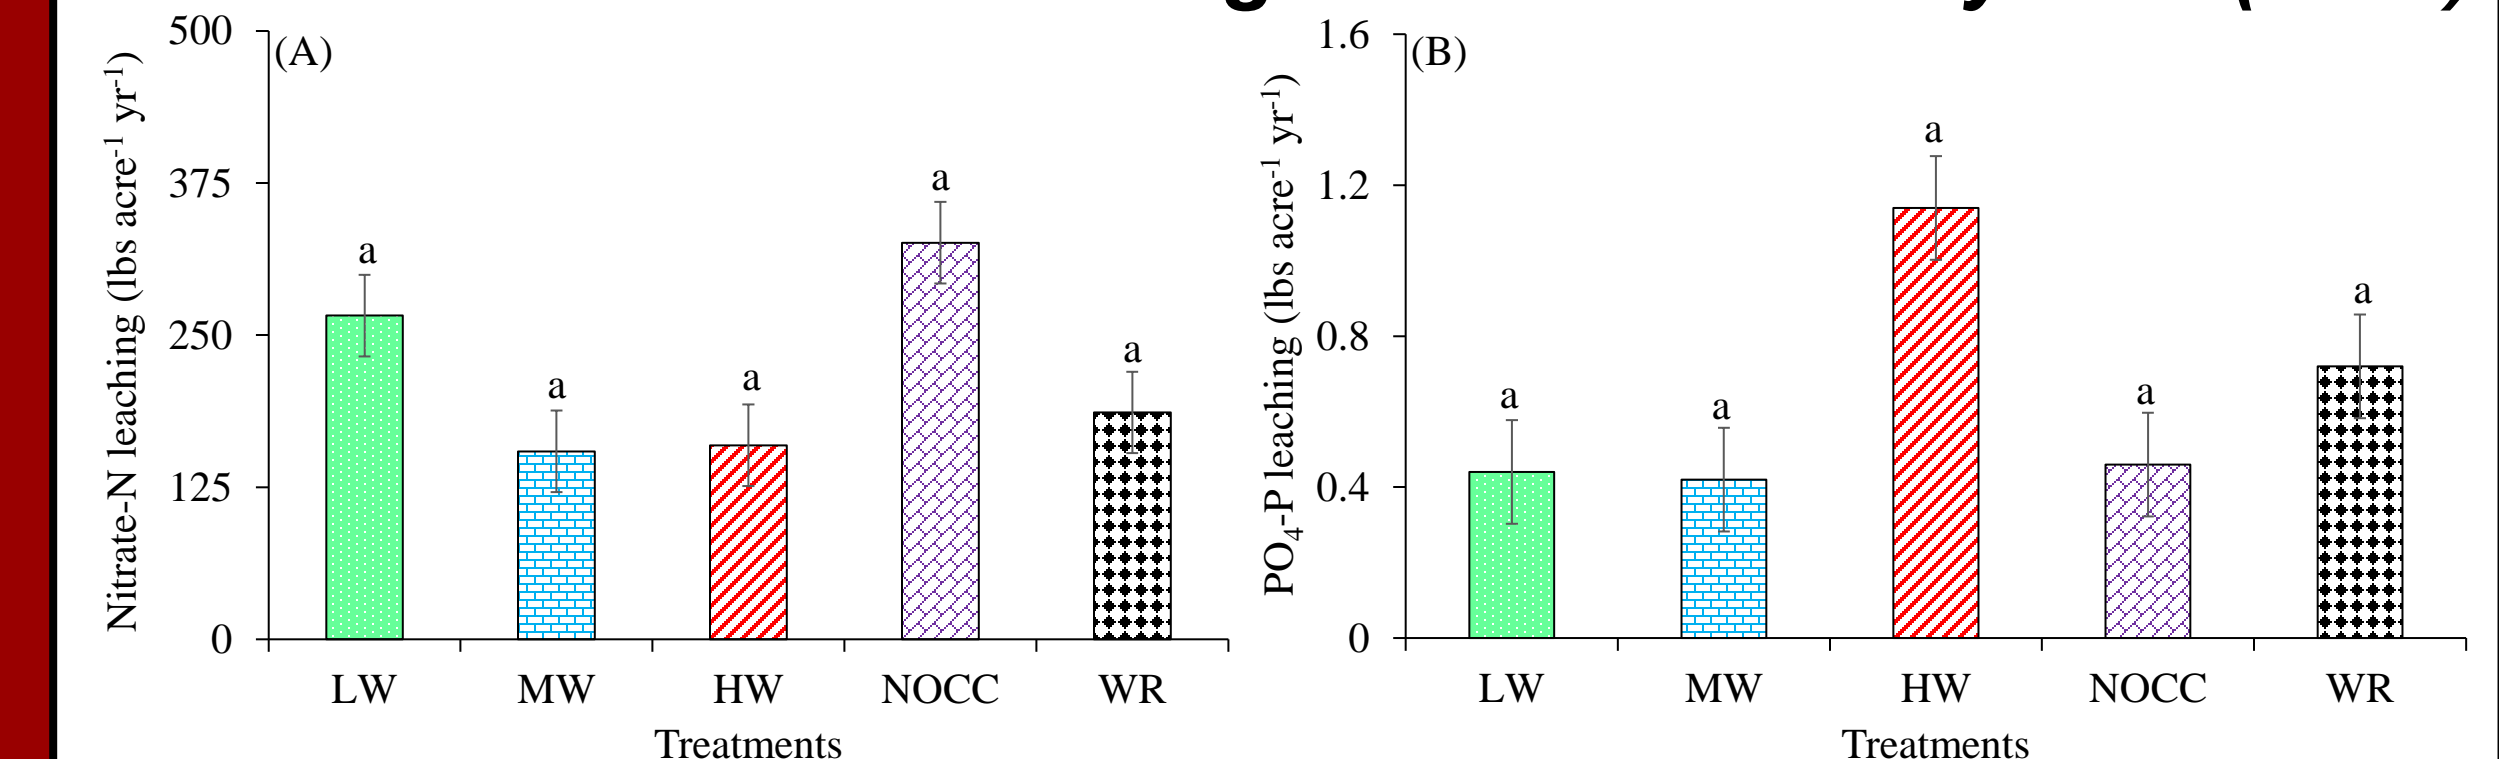 (A)
Nitrate-N leaching (lbs acre-1 yr-1)
500
375
250
125
0
a
a
a
a
a
LW MW HW NOCC WR
Treatments
(B)
PO4-P leaching (lbs acre-1 yr-1)
1.6
1.2
0.8
0.4
0
a
a
a
a
a
LW MW HW NOCC WR
Treatments